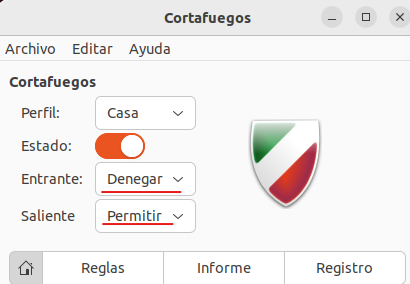 Cortafuegos
Archivo Editar Ayuda
Cortafuegos
Perfil: Casa
Estado:
Entrante: Denegar
Saliente Permitir
Reglas Informe Registro